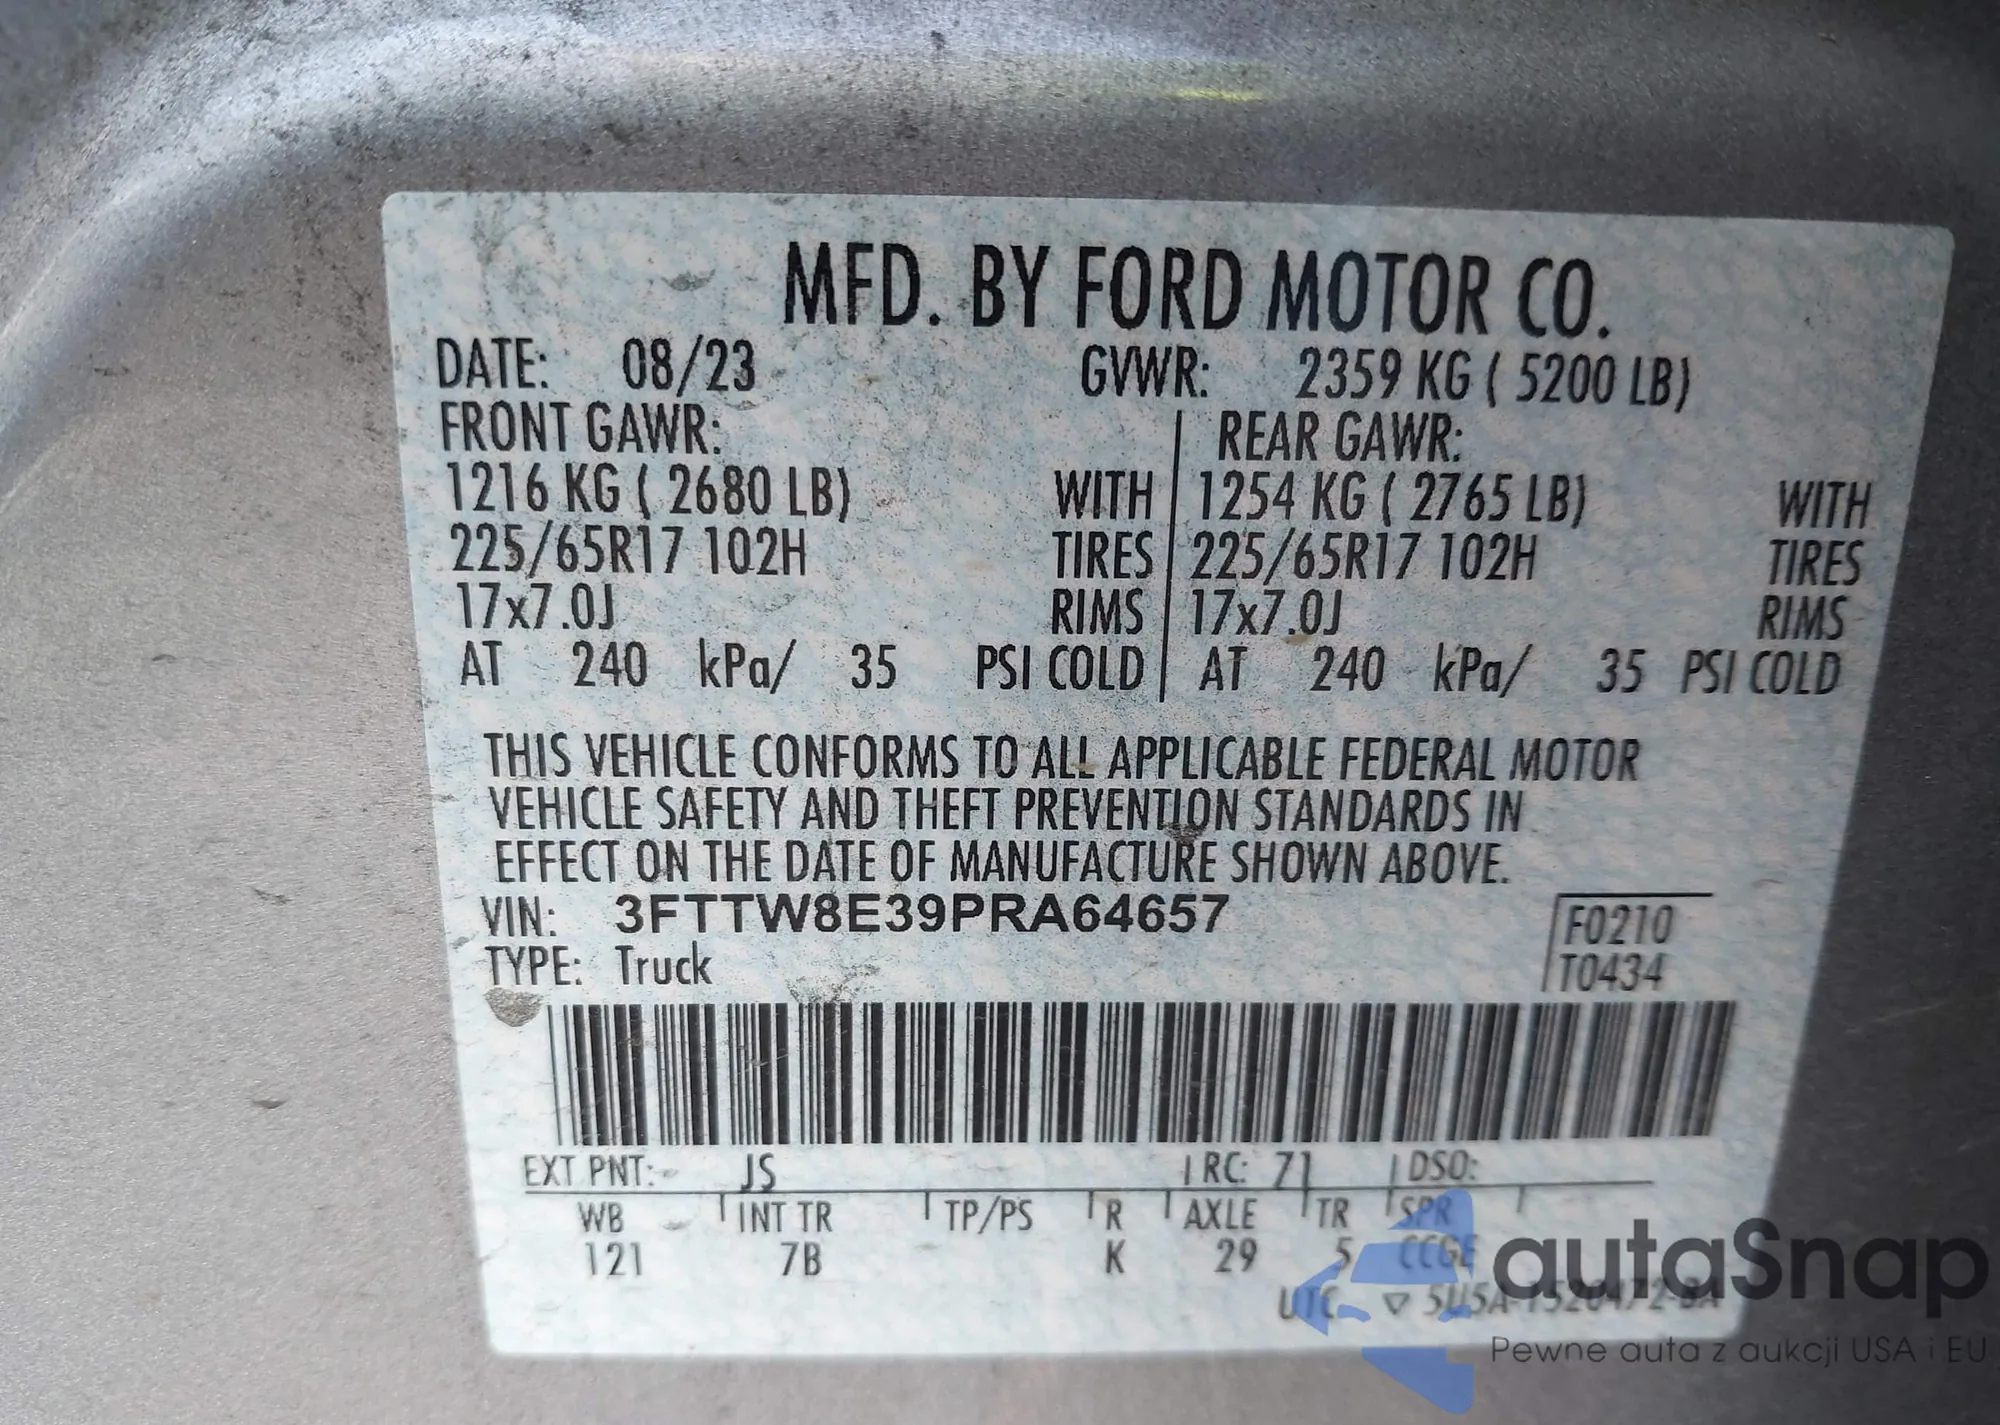 MFD. BY FORD MOTOR CO.
DATE: 08/23 GVWR: 2359 KG ( 5200 LB)
FRONT GAWR: REAR GAWR:
1216 KG ( 2680 LB) WITH 1254 KG ( 2765 LB) WITH
225/65R17 102H TIRES 225/65R17 102H TIRES
17x7.0J RIMS 17x7.0J RIMS
AT 240 kPa/ 35 PSI COLD AT 240 kPa/ 35 PSI COLD
THIS VEHICLE CONFORMS TO ALL APPLICABLE FEDERAL MOTOR
VEHICLE SAFETY AND THEFT PREVENTION STANDARDS IN
EFFECT ON THE DATE OF MANUFACTURE SHOWN ABOVE.
VIN: 3FTTW8E39PRA64657 F0210
TYPE: Truck T0434
EXT PNT: JS RC: 71 DSO:
WB INT TR TP/PS R AXLE TR SPR
121 7B K 29 5 CCGE
UTC
autaSnap
Pewne auta z aukcji USA i EU